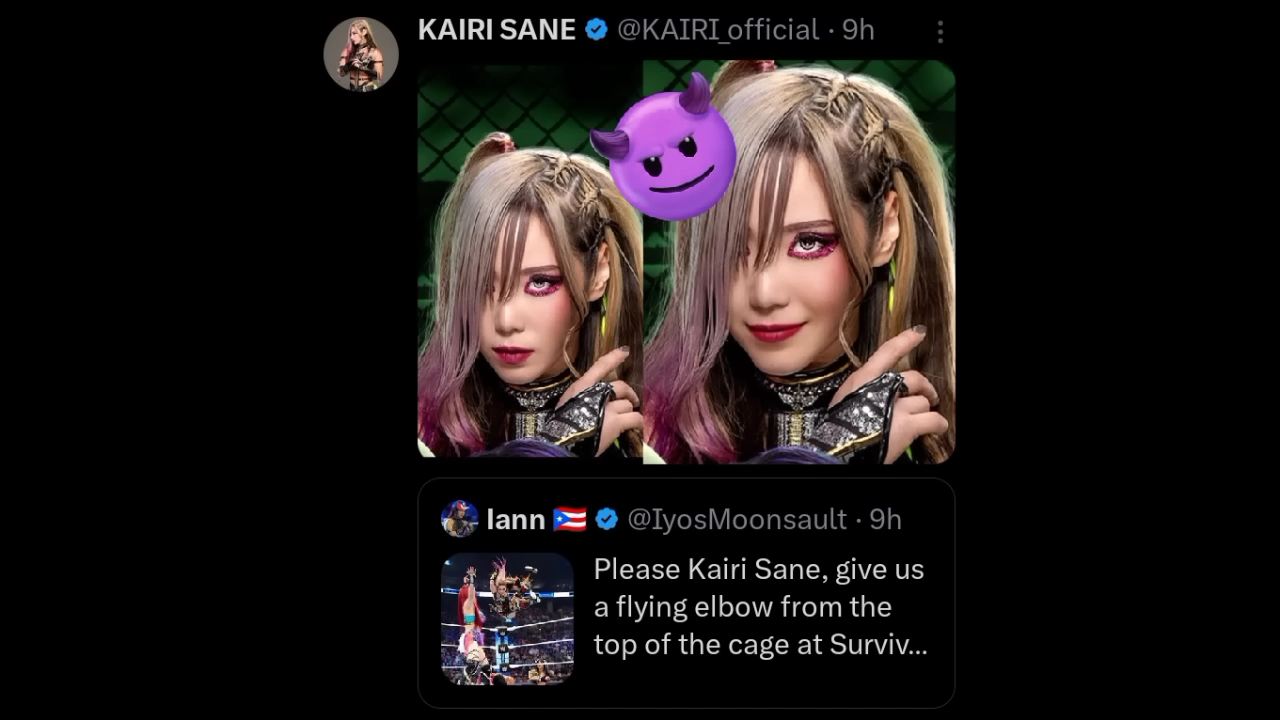 KAIRI SANE @KAIRI_official · 9h
Iann 🇵🇷 @IyosMoonsault · 9h
Please Kairi Sane, give us
a flying elbow from the
top of the cage at Surviv...